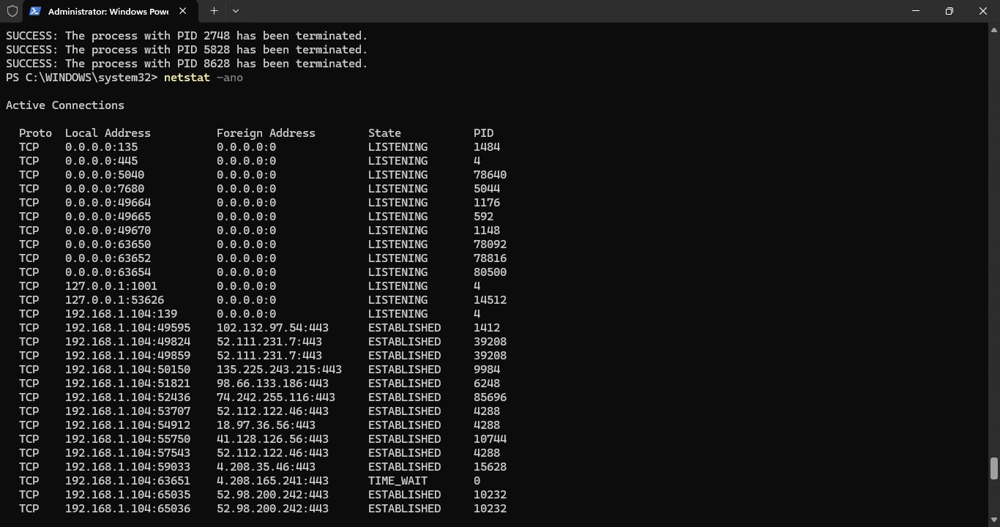 Administrator: Windows Powe
SUCCESS: The process with PID 2748 has been terminated.
SUCCESS: The process with PID 5828 has been terminated.
SUCCESS: The process with PID 8628 has been terminated.
PS C:\WINDOWS\system32> netstat -ano
Active Connections
Proto Local Address Foreign Address State PID
TCP 0.0.0.0:135 0.0.0.0:0 LISTENING 1484
TCP 0.0.0.0:445 0.0.0.0:0 LISTENING 4
TCP 0.0.0.0:5040 0.0.0.0:0 LISTENING 78640
TCP 0.0.0.0:7680 0.0.0.0:0 LISTENING 5044
TCP 0.0.0.0:49664 0.0.0.0:0 LISTENING 1176
TCP 0.0.0.0:49665 0.0.0.0:0 LISTENING 592
TCP 0.0.0.0:49670 0.0.0.0:0 LISTENING 1148
TCP 0.0.0.0:63650 0.0.0.0:0 LISTENING 78092
TCP 0.0.0.0:63652 0.0.0.0:0 LISTENING 78816
TCP 0.0.0.0:63654 0.0.0.0:0 LISTENING 80500
TCP 127.0.0.1:1001 0.0.0.0:0 LISTENING 4
TCP 127.0.0.1:53626 0.0.0.0:0 LISTENING 14512
TCP 192.168.1.104:139 0.0.0.0:0 LISTENING 4
TCP 192.168.1.104:49595 102.132.97.54:443 ESTABLISHED 1412
TCP 192.168.1.104:49824 52.111.231.7:443 ESTABLISHED 39208
TCP 192.168.1.104:49859 52.111.231.7:443 ESTABLISHED 39208
TCP 192.168.1.104:50150 135.225.243.215:443 ESTABLISHED 9984
TCP 192.168.1.104:51821 98.66.133.186:443 ESTABLISHED 6248
TCP 192.168.1.104:52436 74.242.255.116:443 ESTABLISHED 85696
TCP 192.168.1.104:53707 52.112.122.46:443 ESTABLISHED 4288
TCP 192.168.1.104:54912 18.97.36.56:443 ESTABLISHED 4288
TCP 192.168.1.104:55750 41.128.126.56:443 ESTABLISHED 10744
TCP 192.168.1.104:57543 52.112.122.46:443 ESTABLISHED 4288
TCP 192.168.1.104:59033 4.208.35.46:443 ESTABLISHED 15628
TCP 192.168.1.104:63651 4.208.165.241:443 TIME_WAIT 0
TCP 192.168.1.104:65035 52.98.200.242:443 ESTABLISHED 10232
TCP 192.168.1.104:65036 52.98.200.242:443 ESTABLISHED 10232